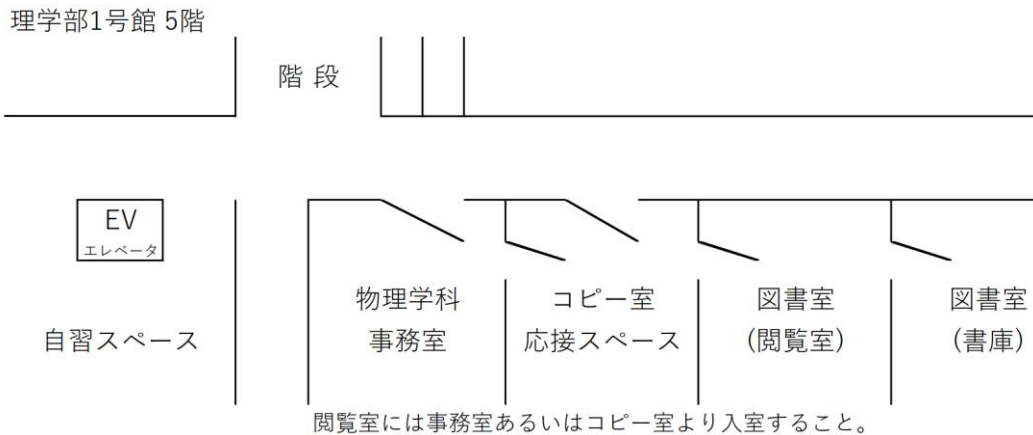 理学部1号館 5階
階 段
EV
エレベータ
自習スペース
物理学科
事務室
コピー室
応接スペース
図書室
(閲覧室)
図書室
(書庫)
閲覧室には事務室あるいはコピー室より入室すること。